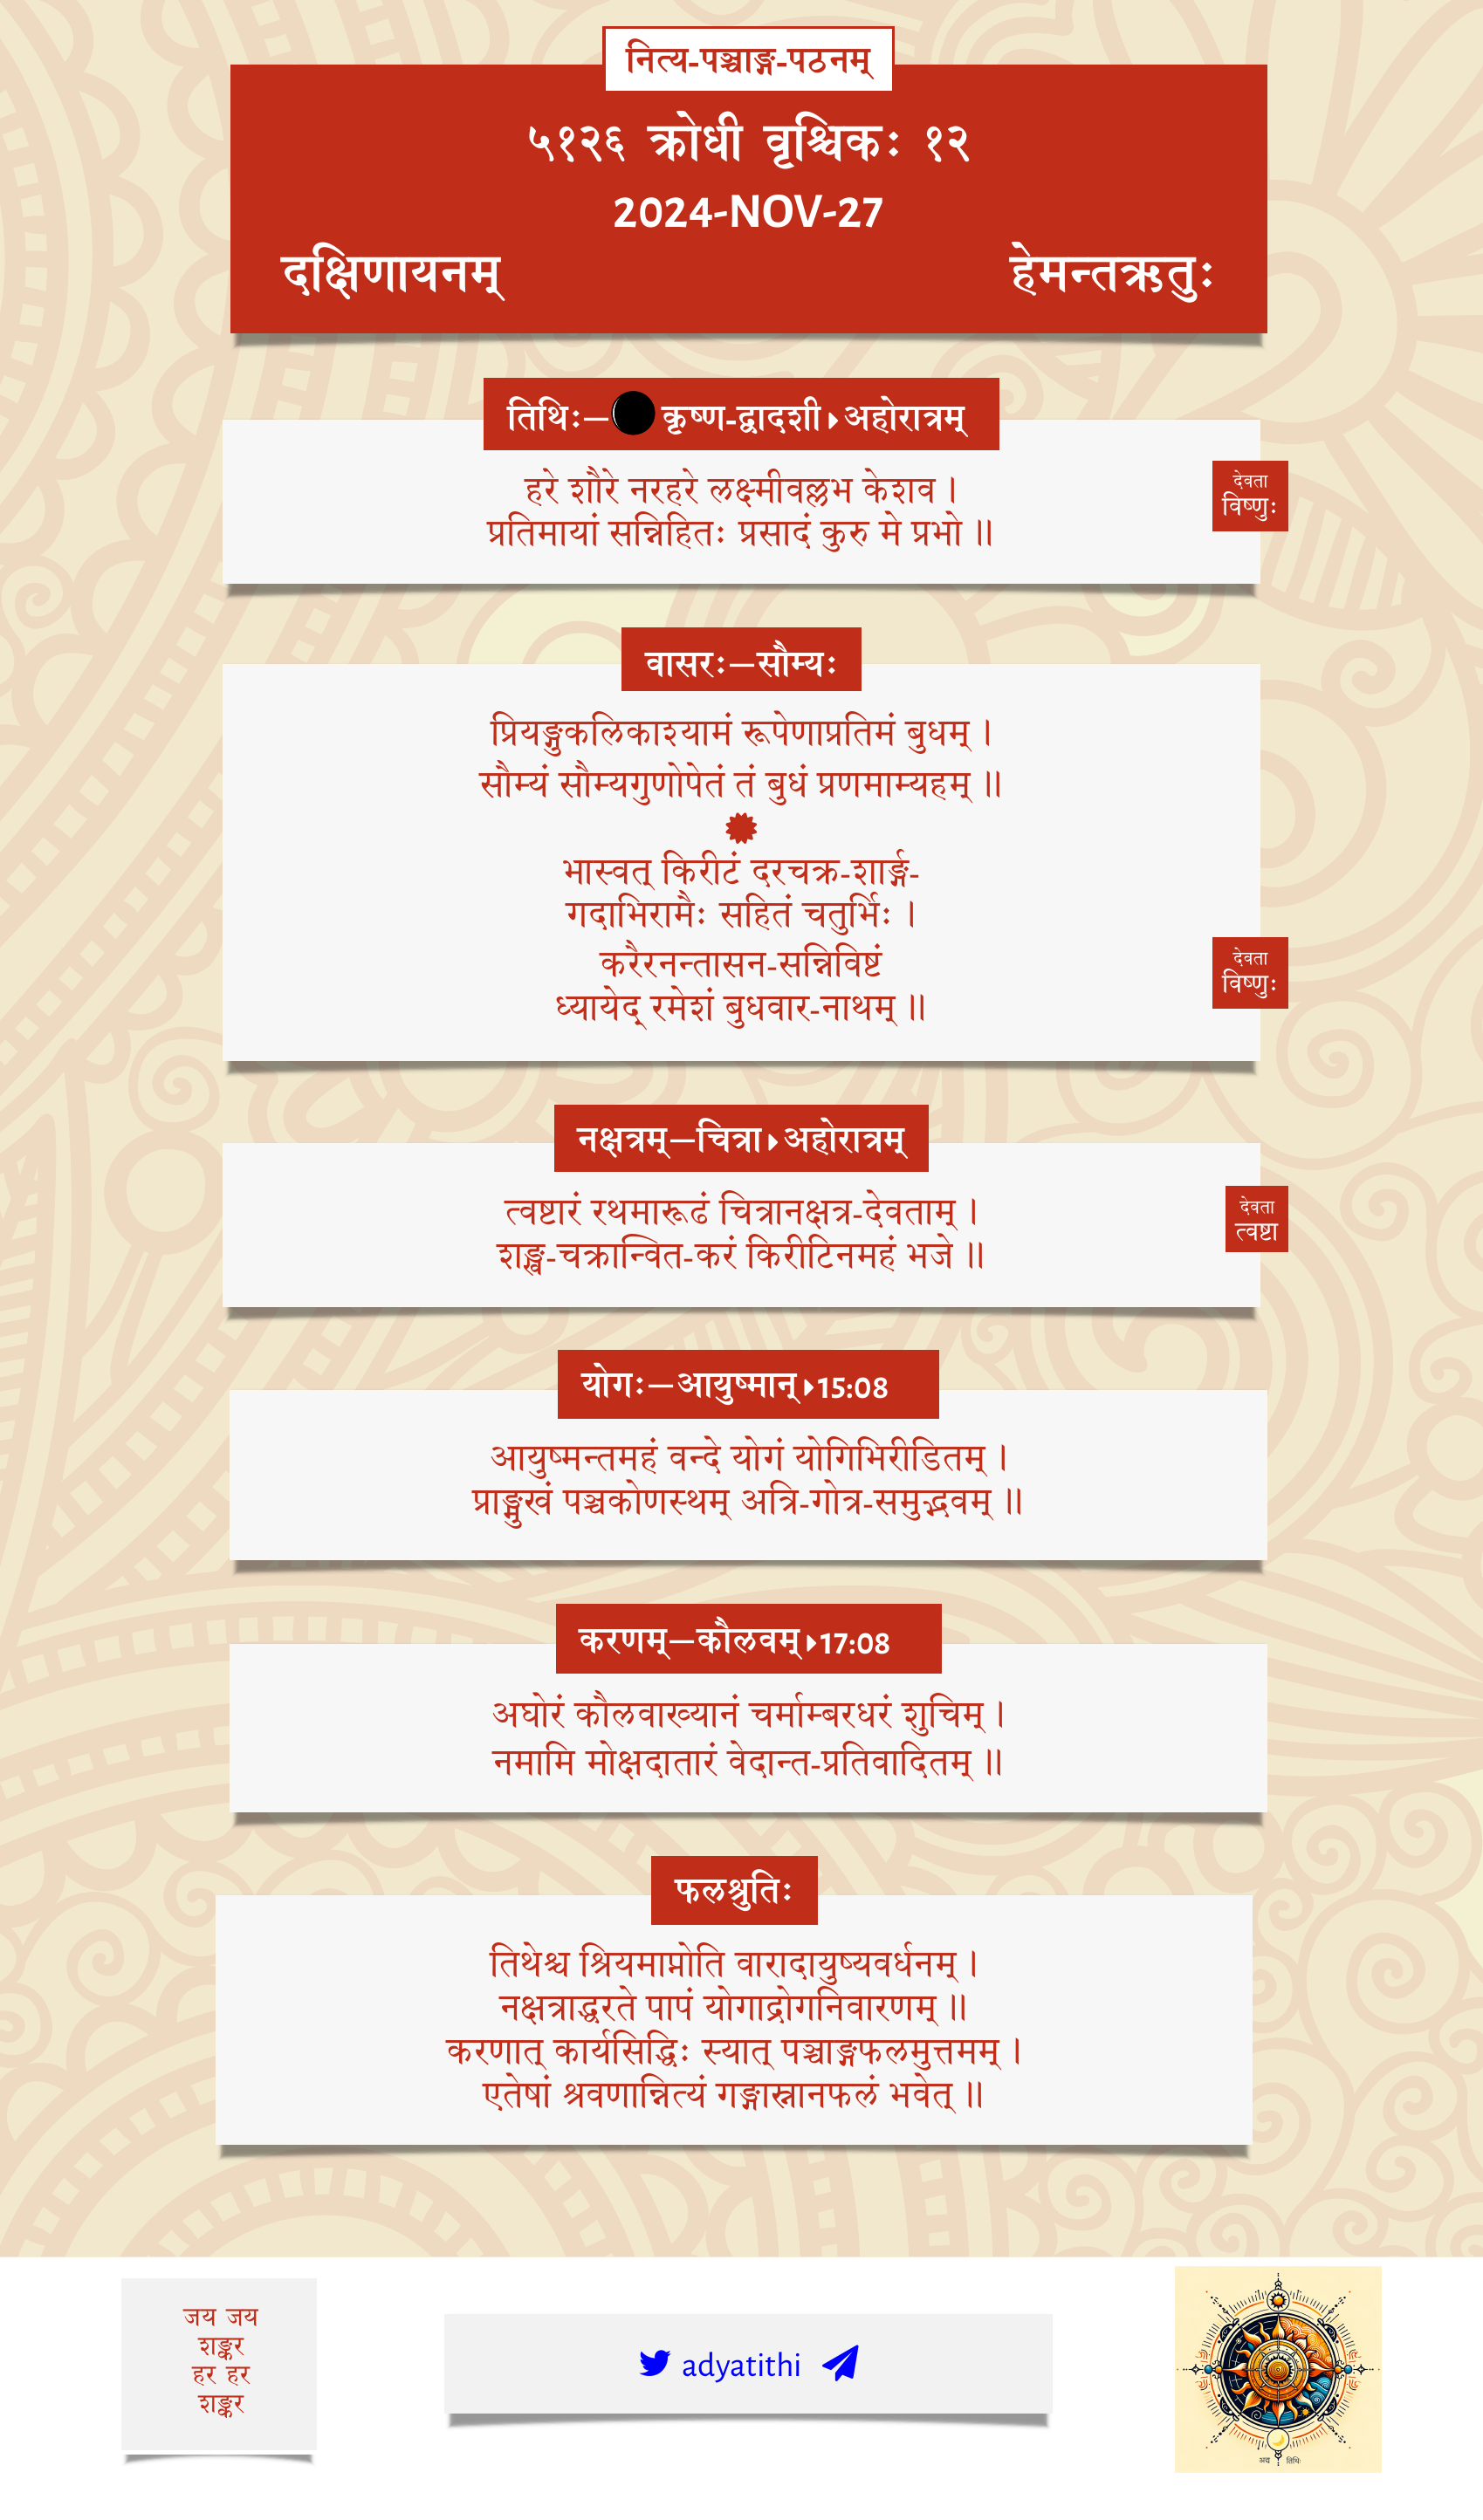 नित्य-पञ्चाङ्ग-पठनम्
५१२६ क्रोधी वृश्चिकः १२
2024-NOV-27
दक्षिणायनम् हेमन्तऋतुः
तिथिः—कृष्ण-द्वादशी अहोरात्रम्
हरे शौरे नरहरे लक्ष्मीवल्लभ केशव ।
प्रतिमायां सन्निहितः प्रसादं कुरु मे प्रभो ॥
देवता
विष्णुः
वासरः—सौम्यः
प्रियङ्गुकलिकाश्यामं रूपेणाप्रतिमं बुधम् ।
सौम्यं सौम्यगुणोपेतं तं बुधं प्रणमाम्यहम् ॥
भास्वत् किरीटं दरचक्र-शार्ङ्ग-
गदाभिरामैः सहितं चतुर्भिः ।
करैरनन्तासन-सन्निविष्टं
ध्यायेद् रमेशं बुधवार-नाथम् ॥
देवता
विष्णुः
नक्षत्रम्—चित्रा अहोरात्रम्
त्वष्टारं रथमारूढं चित्रानक्षत्र-देवताम् ।
शङ्ख-चक्रान्वित-करं किरीटिनमहं भजे ॥
देवता
त्वष्टा
योगः—आयुष्मान् 15:08
आयुष्मन्तमहं वन्दे योगं योगिभिरीडितम् ।
प्राङ्मुखं पञ्चकोणस्थम् अत्रि-गोत्र-समुद्भवम् ॥
करणम्—कौलवम् 17:08
अघोरं कौलवाख्यानं चर्माम्बरधरं शुचिम् ।
नमामि मोक्षदातारं वेदान्त-प्रतिवादितम् ॥
फलश्रुतिः
तिथेश्च श्रियमाप्नोति वारादायुष्यवर्धनम् ।
नक्षत्राद्धरते पापं योगाद्रोगनिवारणम् ॥
करणात् कार्यसिद्धिः स्यात् पञ्चाङ्गफलमुत्तमम् ।
एतेषां श्रवणान्नित्यं गङ्गास्नानफलं भवेत् ॥
जय जय
शङ्कर
हर हर
शङ्कर
adyatithi
अद्य तिथिः